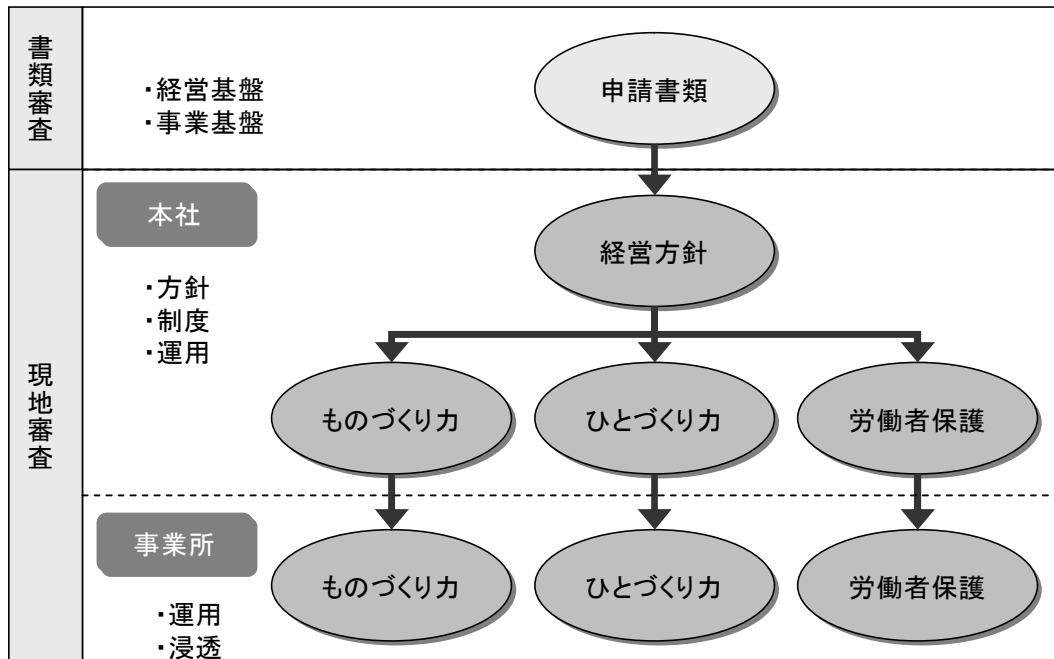 書類審査
・経営基盤
・事業基盤
申請書類
現地審査
本社
・方針
・制度
・運用
経営方針
ものづくり力
ひとづくり力
労働者保護
事業所
・運用
・浸透
ものづくり力
ひとづくり力
労働者保護